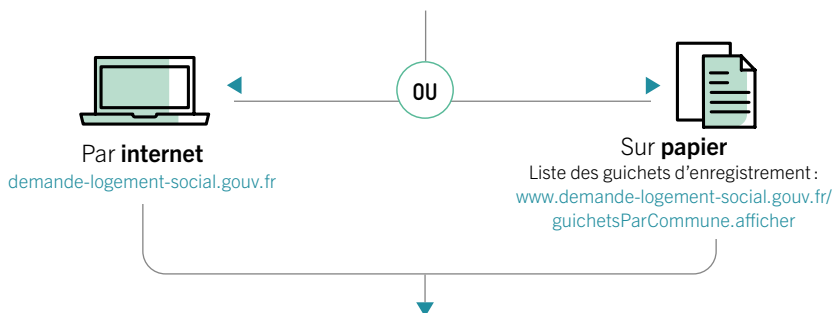 OU
Par internet
demande-logement-social.gouv.fr
Sur papier
Liste des guichets d'enregistrement :
www.demande-logement-social.gouv.fr/
guichetsParCommune.afficher